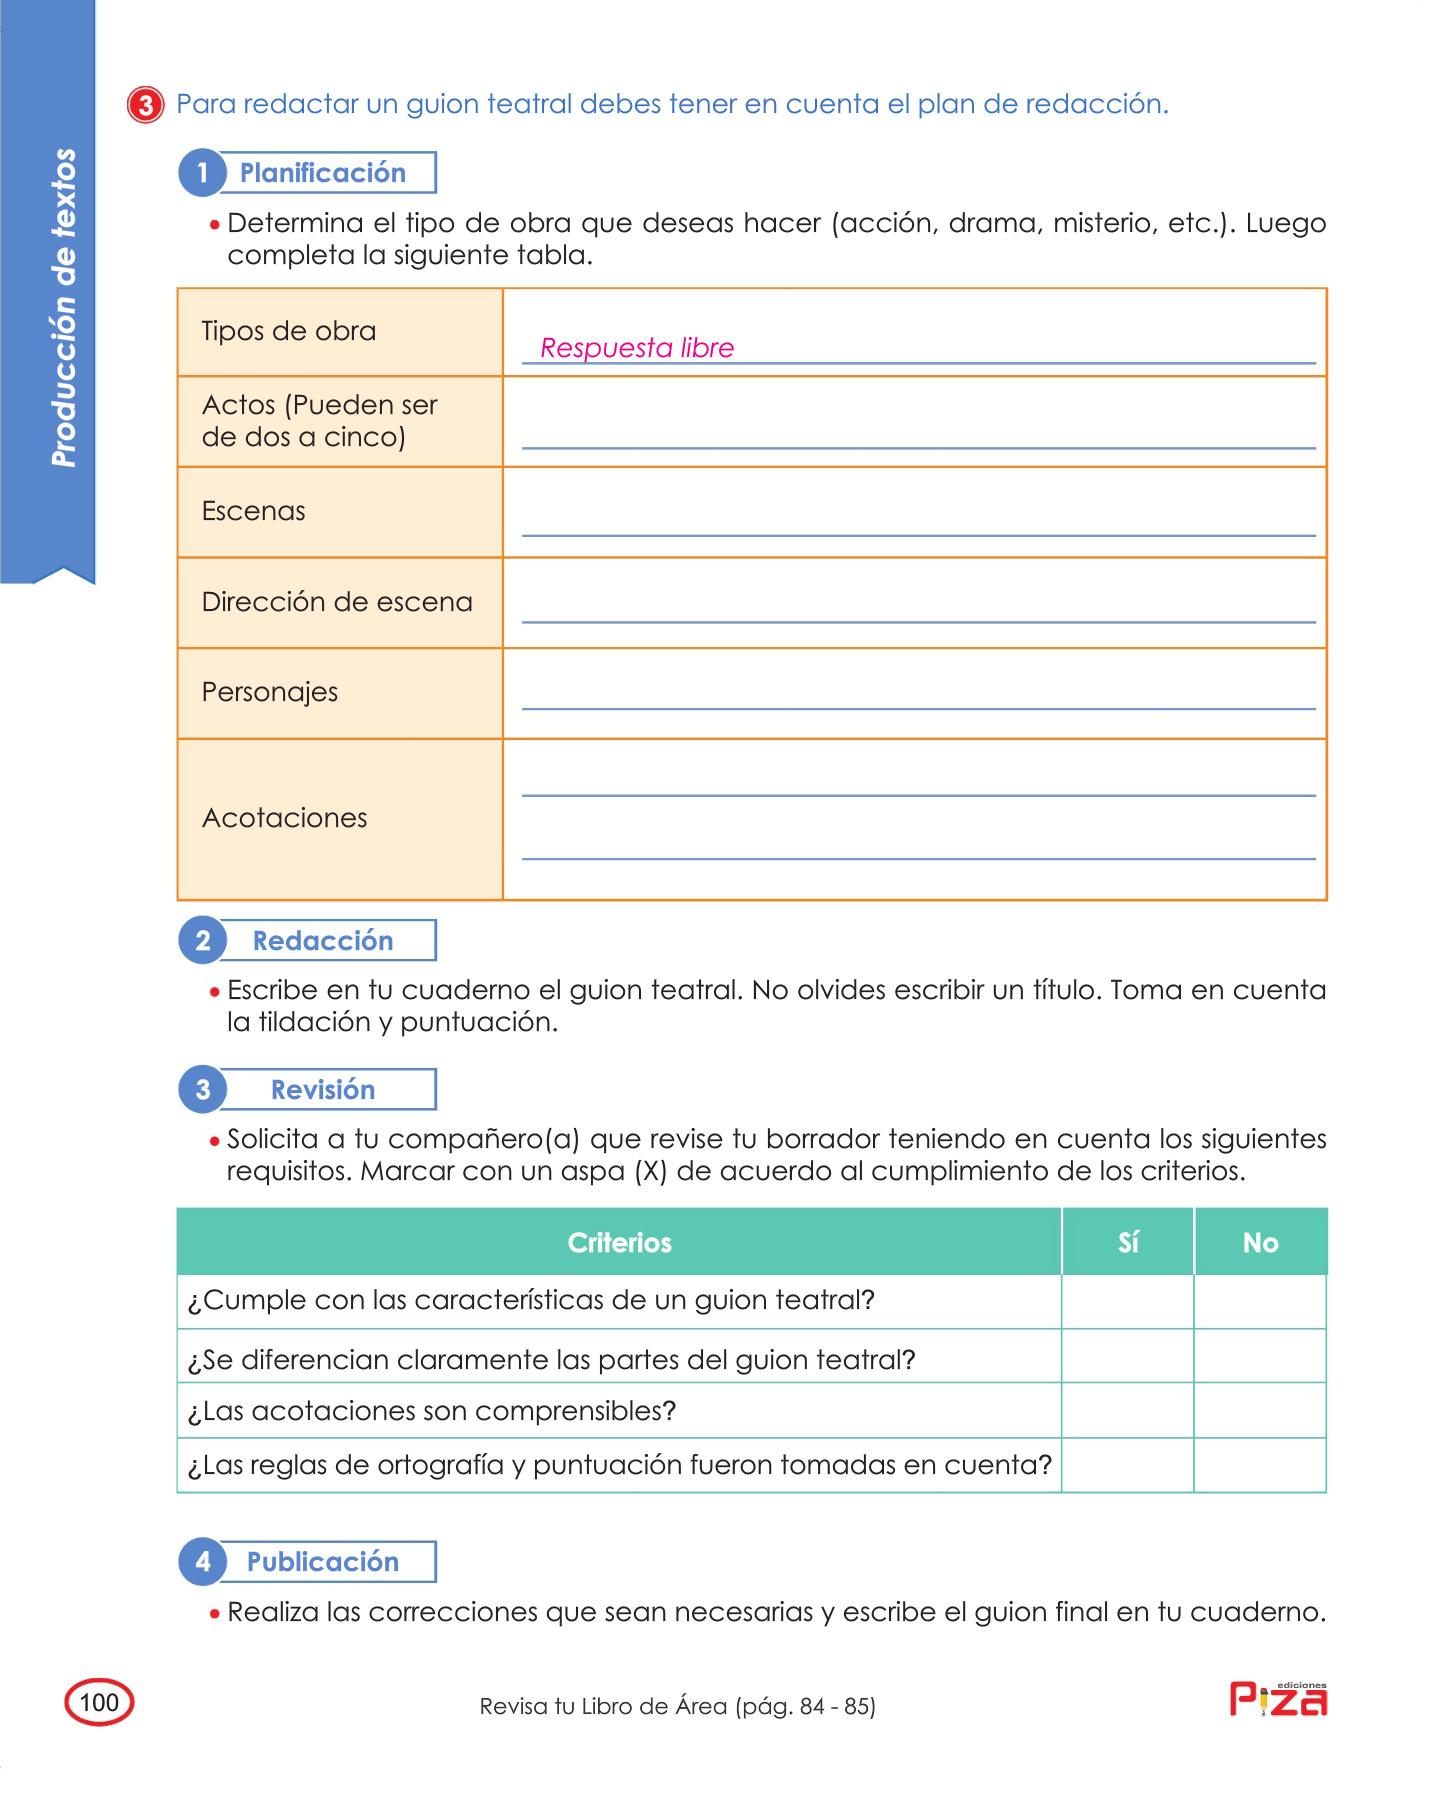 Producción de textos
3 Para redactar un guion teatral debes tener en cuenta el plan de redacción.
1 Planificación
• Determina el tipo de obra que deseas hacer (acción, drama, misterio, etc.). Luego
completa la siguiente tabla.
Tipos de obra
Respuesta libre
Actos (Pueden ser
de dos a cinco)
Escenas
Dirección de escena
Personajes
Acotaciones
2 Redacción
• Escribe en tu cuaderno el guion teatral. No olvides escribir un título. Toma en cuenta
la tildación y puntuación.
3 Revisión
• Solicita a tu compañero(a) que revise tu borrador teniendo en cuenta los siguientes
requisitos. Marcar con un aspa (X) de acuerdo al cumplimiento de los criterios.
Criterios Sí No
¿Cumple con las características de un guion teatral?
¿Se diferencian claramente las partes del guion teatral?
¿Las acotaciones son comprensibles?
¿Las reglas de ortografía y puntuación fueron tomadas en cuenta?
4 Publicación
• Realiza las correcciones que sean necesarias y escribe el guion final en tu cuaderno.
100
Revisa tu Libro de Área (pág. 84 - 85)
ediciones
Piza